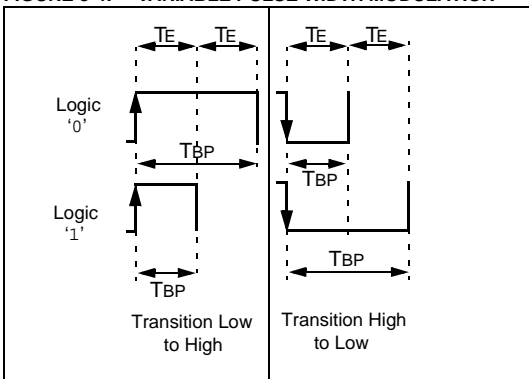 FIGURE 3-4: VARIABLE PULSE WIDTH MODULATION
TE TE TE TE
Logic
‘0’
TBP
TBP
Logic
‘1’
TBP
TBP
Transition Low
to High
Transition High
to Low